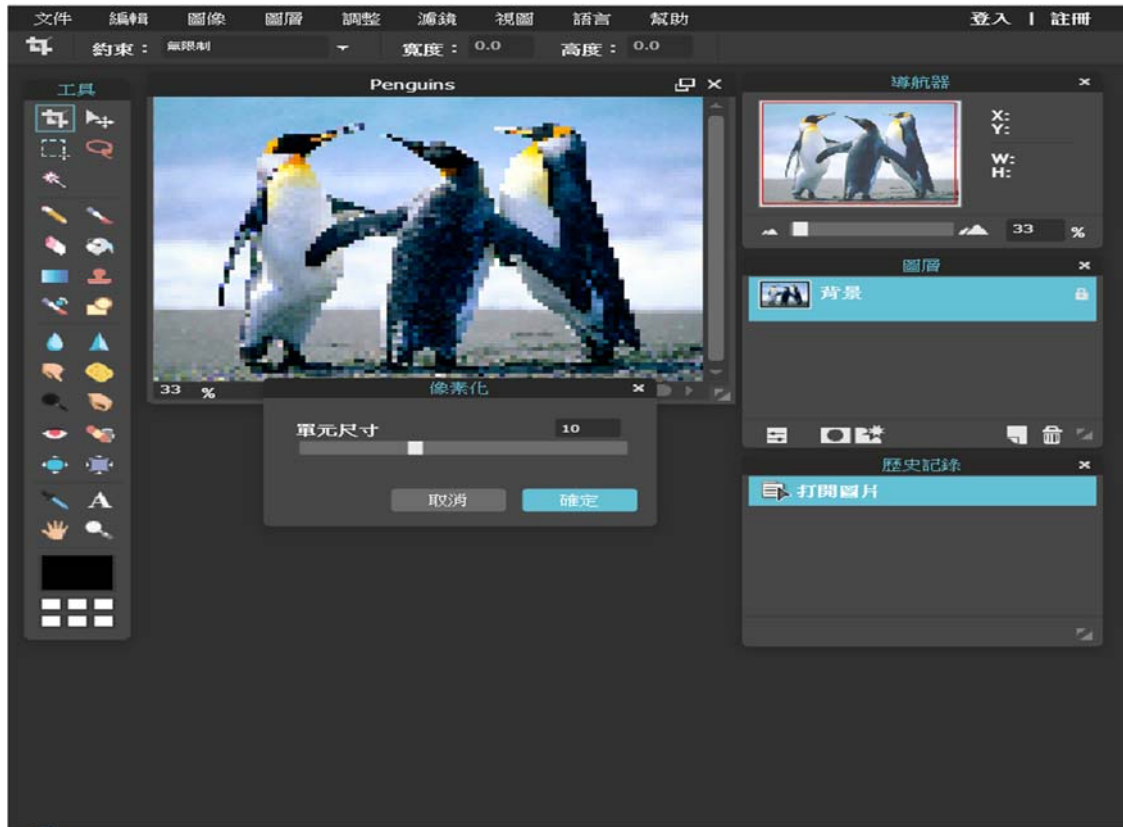 文件 編輯 圖像 圖層 調整 濾鏡 視圖 語言 幫助 登入 | 註冊
約束： 無限制 寬度： 0.0 高度： 0.0
工具
Penguins
33 %
像素化
單元尺寸 10
取消 確定
導航器
X:
Y:
W:
H:
33 %
圖層
背景
歷史記錄
打開圖片